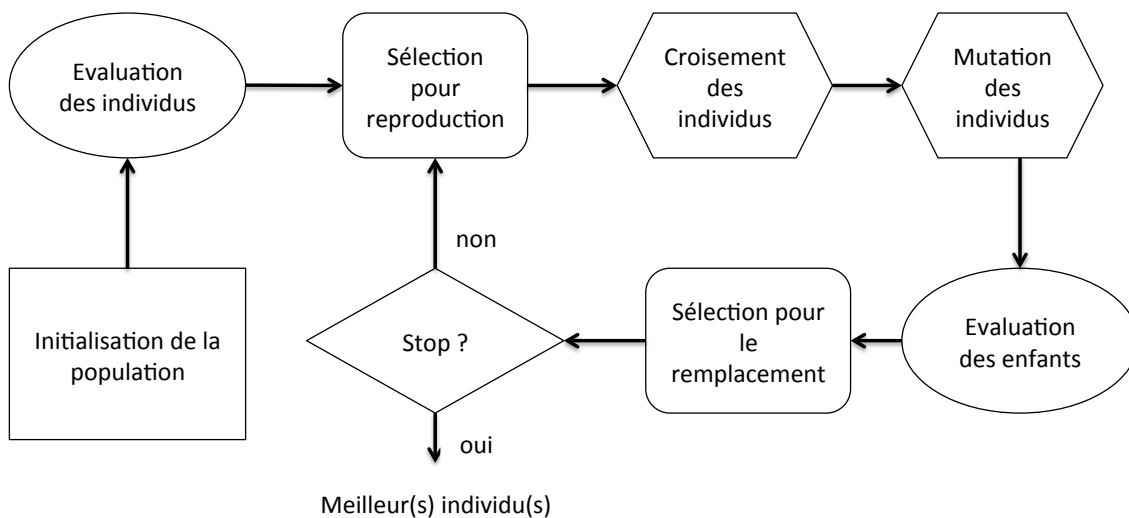 Evaluation
des individus
Sélection
pour
reproduction
Croisement
des
individus
Mutation
des
individus
non
Initialisation de la
population
Stop ?
Sélection pour
le
remplacement
Evaluation
des enfants
oui
Meilleur(s) individu(s)